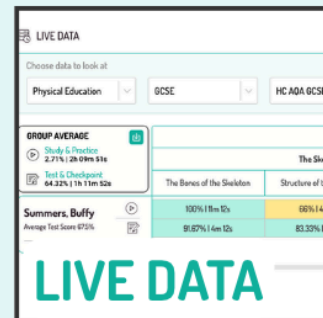 LIVE DATA
Choose data to look at
Physical Education GCSE HC AQA GCS
GROUP AVERAGE
Study & Practice
2.71% | 2h 09m 51s
The Ske
Test & Checkpoint
64.32% | 1h 11m 52s
The Bones of the Skeleton Structure of t
Summers, Buffy 100% | 11m 12s 66% | 4
Average Test Score 67.5% 91.67% | 4m 12s 83.33% |
LIVE DATA